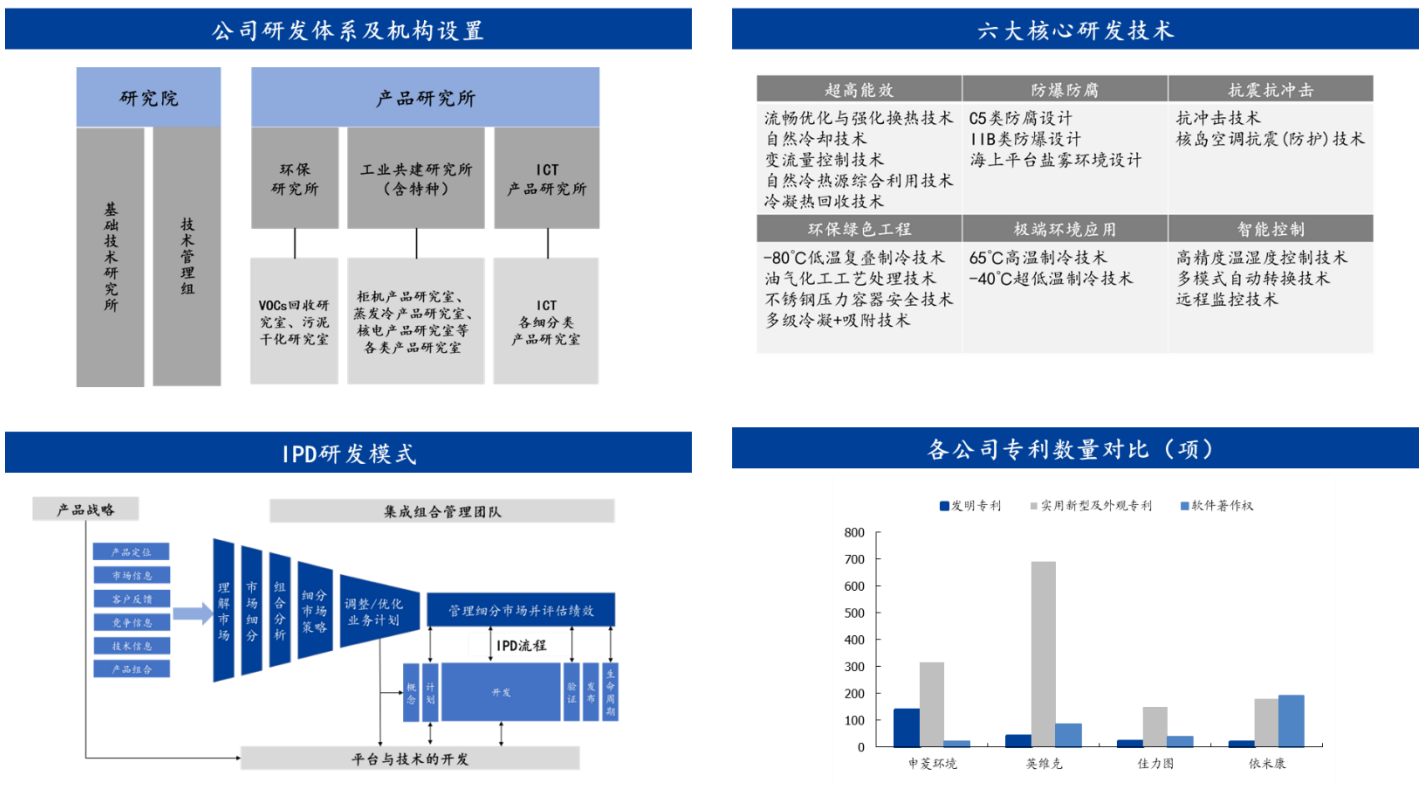 公司研发体系及机构设置
研究院
产品研究所
基础技术研究所
技术管理组
环保
研究所
工业共建研究所
（含特种）
ICT
产品研究所
VOCs回收研
究室、污泥
干化研究室
柜机产品研究室、
蒸发冷产品研究室、
核电产品研究室等
各类产品研究室
ICT
各细分类
产品研究室
六大核心研发技术
超高能效
防爆防腐
抗震抗冲击
流畅优化与强化换热技术
自然冷却技术
变流量控制技术
自然冷热源综合利用技术
冷凝热回收技术
C5类防腐设计
IIB类防爆设计
海上平台盐雾环境设计
抗冲击技术
核岛空调抗震(防护)技术
环保绿色工程
极端环境应用
智能控制
-80℃低温复叠制冷技术
油气化工工艺处理技术
不锈钢压力容器安全技术
多级冷凝+吸附技术
65℃高温制冷技术
-40℃超低温制冷技术
高精度温湿度控制技术
多模式自动转换技术
远程监控技术
IPD研发模式
产品战略
集成组合管理团队
产品定位
市场信息
客户反馈
竞争信息
技术信息
产品组合
理解市场
市场细分
组合分析
细分
市场
策略
调整/优化
业务计划
管理细分市场并评估绩效
IPD流程
概念
计划
开发
验证
发布
生命周期
平台与技术的开发
各公司专利数量对比（项）
发明专利
实用新型及外观专利
软件著作权
800
700
600
500
400
300
200
100
0
申菱环境
英维克
佳力图
依米康